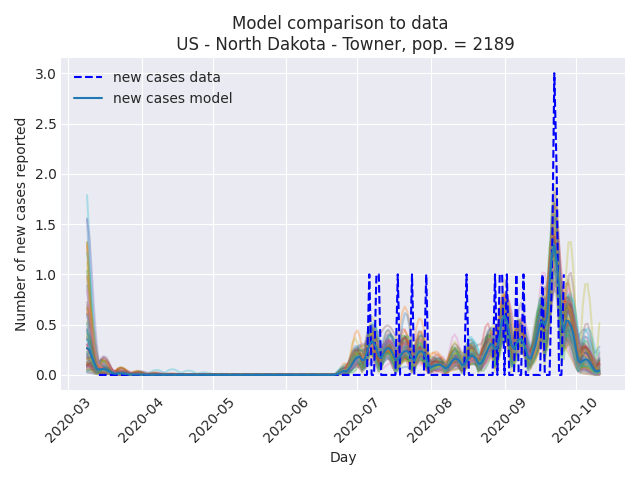 Model comparison to data
US - North Dakota - Towner, pop. = 2189
new cases data
new cases model
Number of new cases reported
3.0
2.5
2.0
1.5
1.0
0.5
0.0
2020-03
2020-04
2020-05
2020-06
2020-07
2020-08
2020-09
2020-10
Day